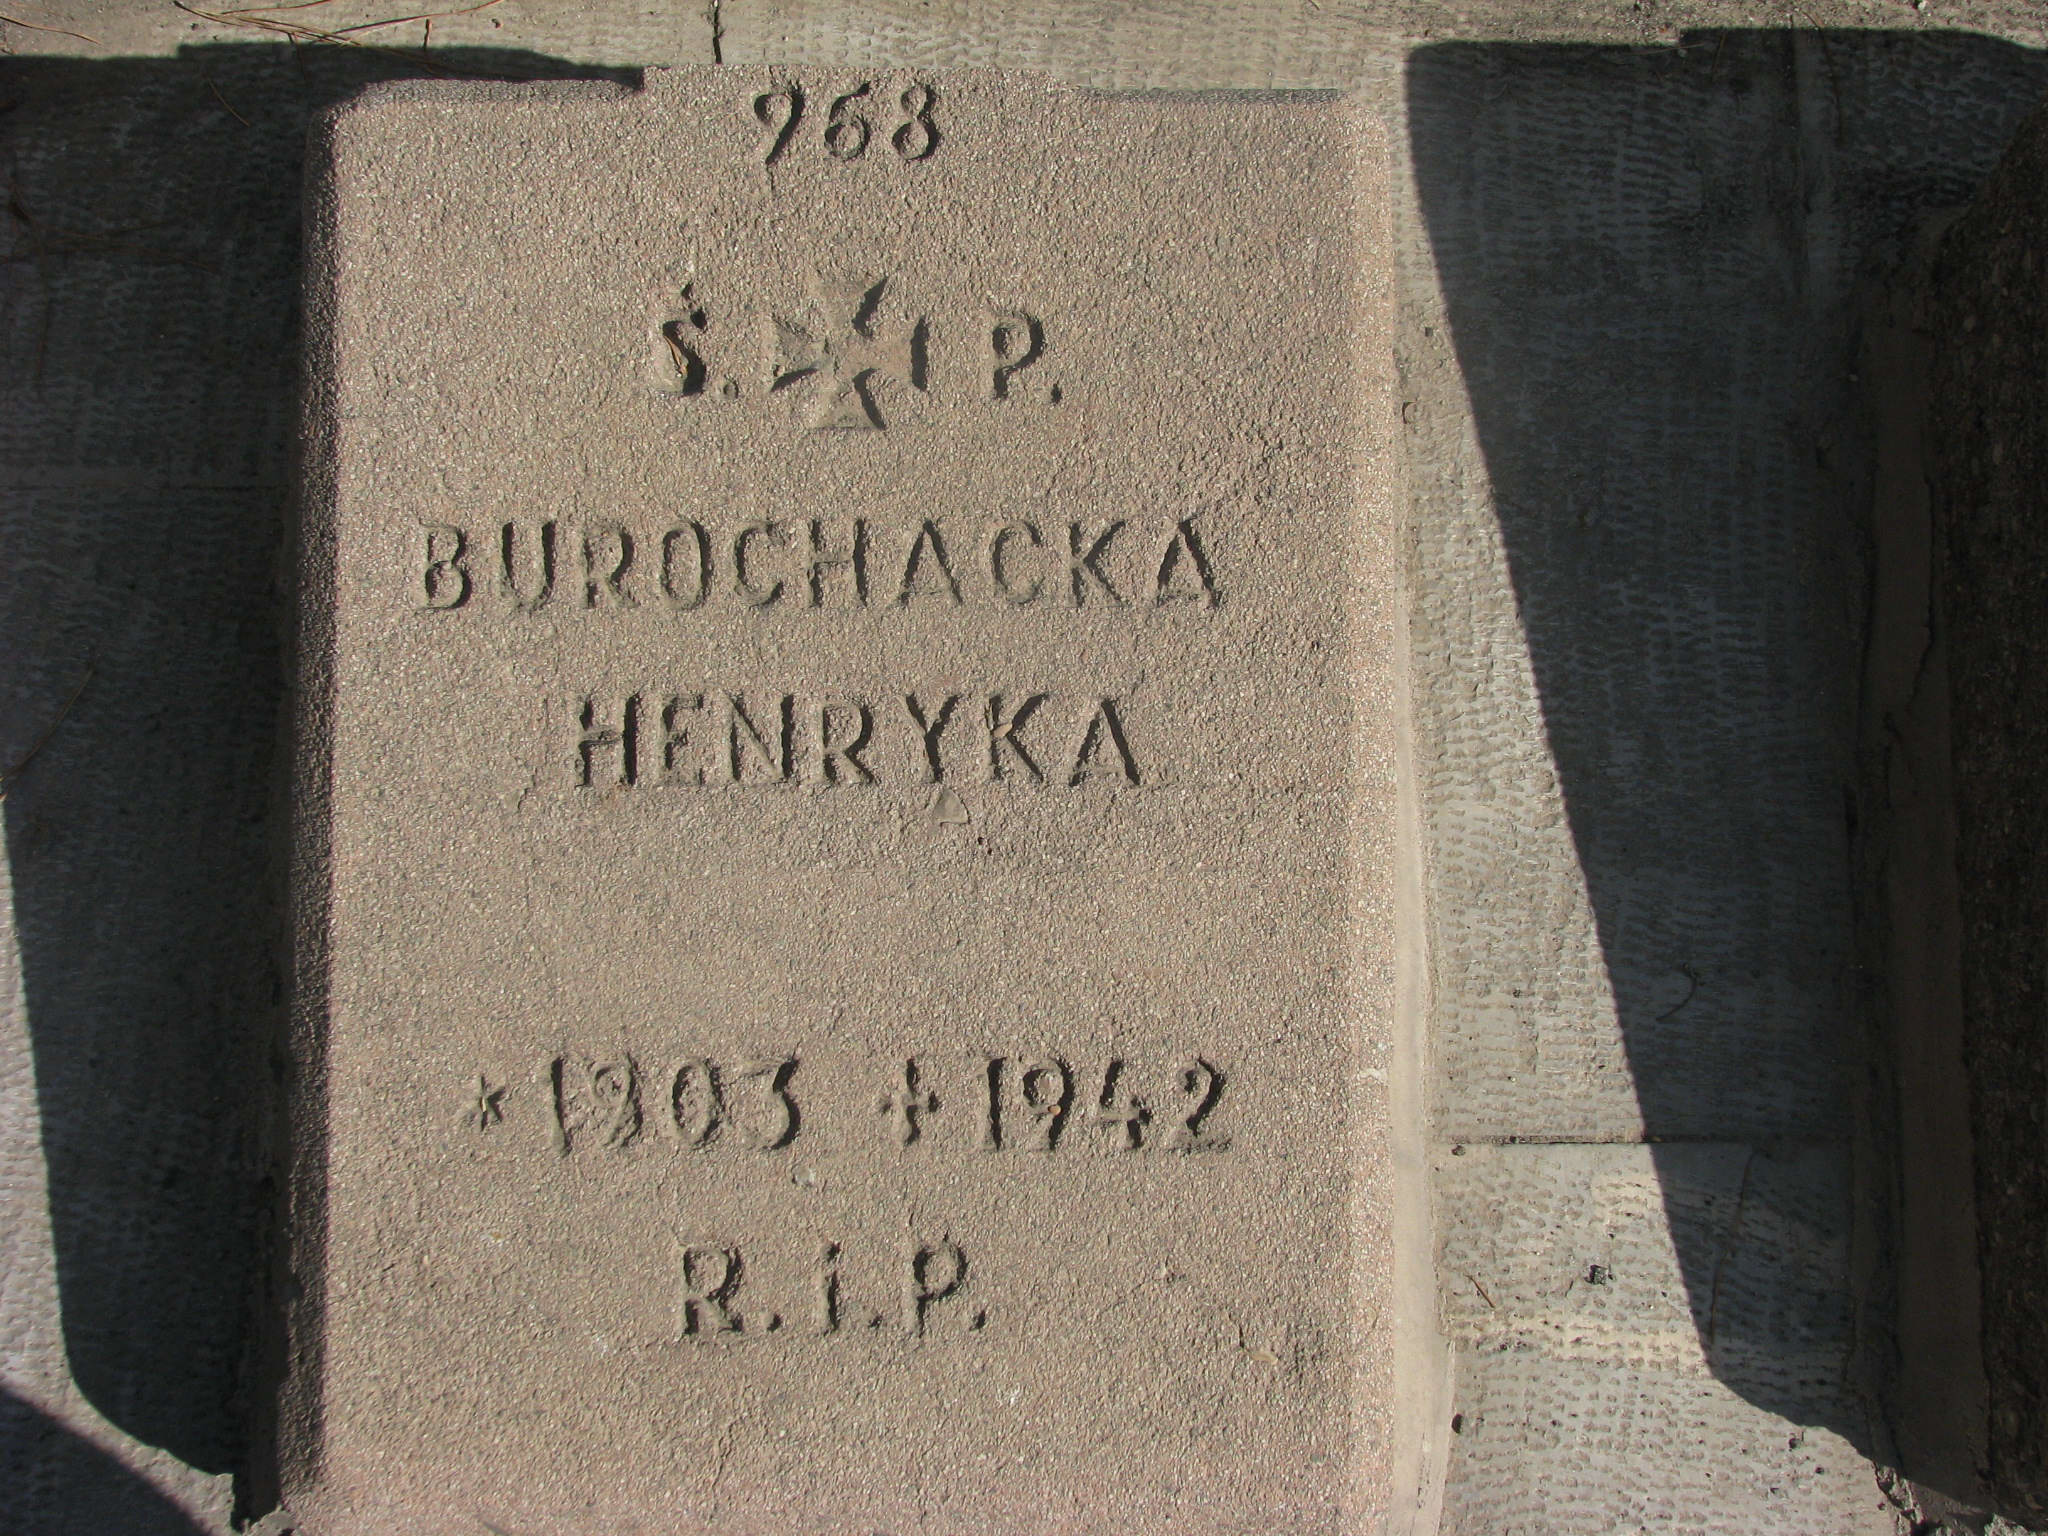 968
Ś. P.
BUROCHACKA
HENRYKA
* 1903 + 1942
R.i.P.